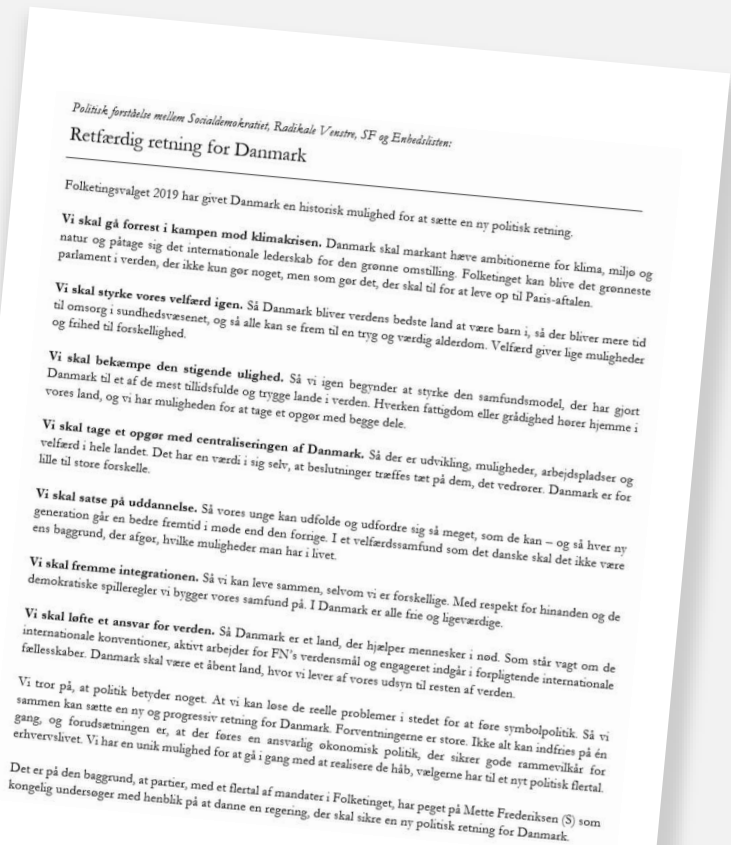 Politisk forståelse mellem Socialdemokratiet, Radikale Venstre, SF og Enhedslisten:
Retfærdig retning for Danmark
Folketingsvalget 2019 har givet Danmark en historisk mulighed for at sætte en ny politisk retning.
Vi skal gå forrest i kampen mod klimakrisen. Danmark skal markant hæve ambitionerne for klima, miljø og
natur og påtage sig det internationale lederskab for den grønne omstilling. Folketinget kan blive det grønneste
parlament i verden, der ikke kun gør noget, men som gør det, der skal til for at leve op til Paris-aftalen.
Vi skal styrke vores velfærd igen. Så Danmark bliver verdens bedste land at være barn i, så der bliver mere tid
til omsorg i sundhedsvæsenet, og så alle kan se frem til en tryg og værdig alderdom. Velfærd giver lige muligheder
og frihed til forskellighed.
Vi skal bekæmpe den stigende ulighed. Så vi igen begynder at styrke den samfundsmodel, der har gjort
Danmark til et af de mest tillidsfulde og trygge lande i verden. Hverken fattigdom eller grådighed hører hjemme i
vores land, og vi har muligheden for at tage et opgør med begge dele.
Vi skal tage et opgør med centraliseringen af Danmark. Så der er udvikling, muligheder, arbejdspladser og
velfærd i hele landet. Det har en værdi i sig selv, at beslutninger træffes tæt på dem, det vedrører. Danmark er for
lille til store forskelle.
Vi skal satse på uddannelse. Så vores unge kan udfolde og udfordre sig så meget, som de kan – og så hver ny
generation går en bedre fremtid i møde end den forrige. I et velfærdssamfund som det danske skal det ikke være
ens baggrund, der afgør, hvilke muligheder man har i livet.
Vi skal fremme integrationen. Så vi kan leve sammen, selvom vi er forskellige. Med respekt for hinanden og de
demokratiske spilleregler vi bygger vores samfund på. I Danmark er alle frie og ligeværdige.
Vi skal løfte et ansvar for verden. Så Danmark er et land, der hjælper mennesker i nød. Som står vagt om de
internationale konventioner, aktivt arbejder for FN's verdensmål og engageret indgår i forpligtende internationale
fællesskaber. Danmark skal være et åbent land, hvor vi lever af vores udsyn til resten af verden.
Vi tror på, at politik betyder noget. At vi kan løse de reelle problemer i stedet for at føre symbolpolitik. Så vi
sammen kan sætte en ny og progressiv retning for Danmark. Forventningerne er store. Ikke alt kan indfries på én
gang, og forudsætningen er, at der føres en ansvarlig økonomisk politik, der sikrer gode rammevilkår for
erhvervslivet. Vi har en unik mulighed for at gå i gang med at realisere de håb, vælgerne har til et nyt politisk flertal.
Det er på den baggrund, at partier, med et flertal af mandater i Folketinget, har peget på Mette Frederiksen (S) som
kongelig undersøger med henblik på at danne en regering, der skal sikre en ny politisk retning for Danmark.